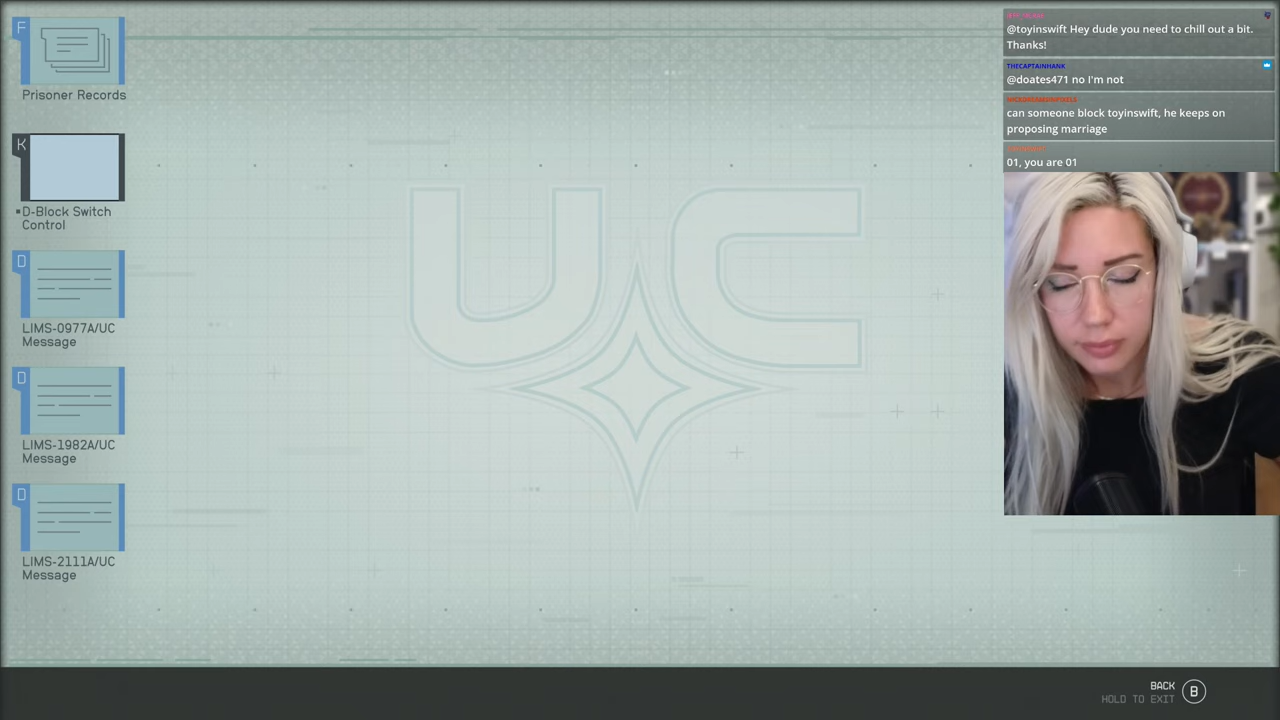 F
Prisoner Records
K
D-Block Switch
Control
D
LIMS-0977A/UC
Message
D
LIMS-1982A/UC
Message
D
LIMS-2111A/UC
Message
UC
@toyinswift Hey dude you need to chill out a bit.
Thanks!
THECAPTAINHANK
@doates471 no I'm not
can someone block toyinswift, he keeps on
proposing marriage
01, you are 01
BACK
HOLD TO EXIT
B